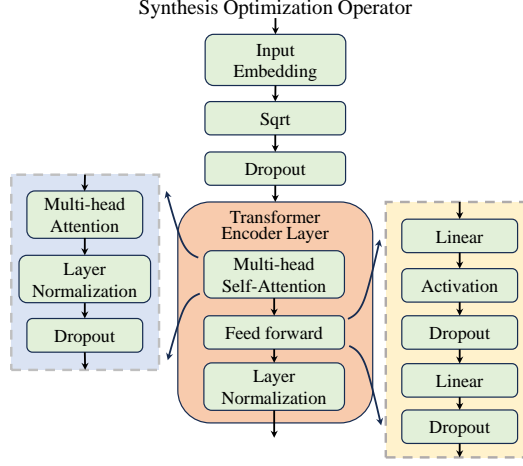 Synthesis Optimization Operator
Input
Embedding
Sqrt
Dropout
Transformer
Encoder Layer
Multi-head
Self-Attention
Feed forward
Layer
Normalization
Multi-head
Attention
Layer
Normalization
Dropout
Linear
Activation
Dropout
Linear
Dropout